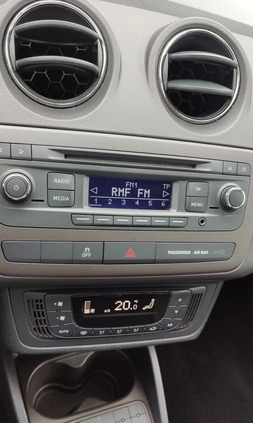 FM1 TP
RMF FM
1 2 3 4 5 6
RADIO
MEDIA
TP
MENU
OFF
PASSENGER AIR BAG
20.0
AUTO